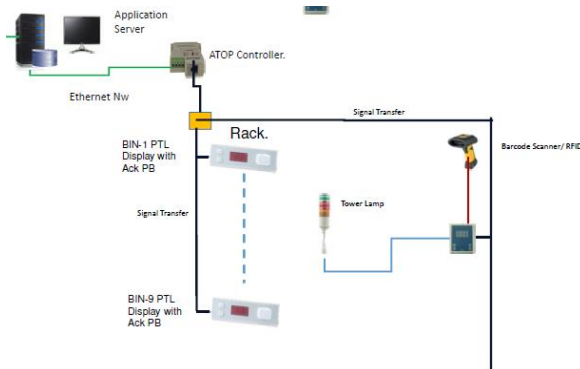 Application
Server
ATOP Controller.
Ethernet Nw
Signal Transfer
Rack.
BIN-1 PTL
Display with
Ack PB
Barcode Scanner/ RFID
Signal Transfer
Tower Lamp
BIN-9 PTL
Display with
Ack PB